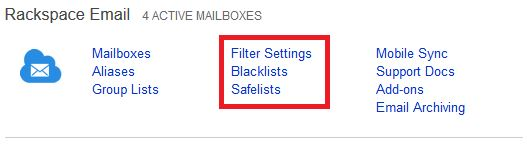 Rackspace Email 4 ACTIVE MAILBOXES
Mailboxes
Aliases
Group Lists
Filter Settings
Blacklists
Safelists
Mobile Sync
Support Docs
Add-ons
Email Archiving